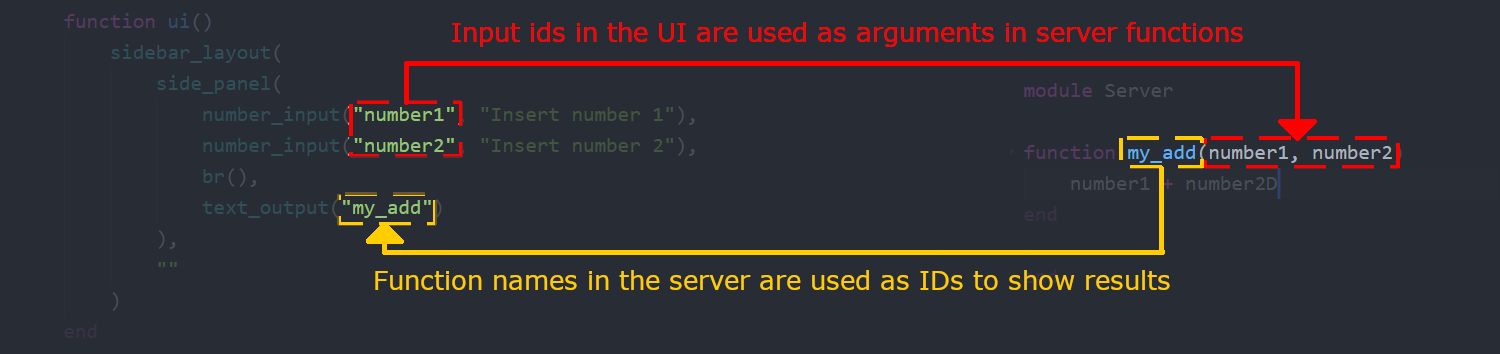 function ui()
Input ids in the UI are used as arguments in server functions
sidebar_layout(
side_panel(
module Server
number_input("number1", "Insert number 1"),
number_input("number2", "Insert number 2"),
function my_add(number1, number2)
br(),
number1 + number2D
text_output("my_add")
end
),
""
Function names in the server are used as IDs to show results
)
end